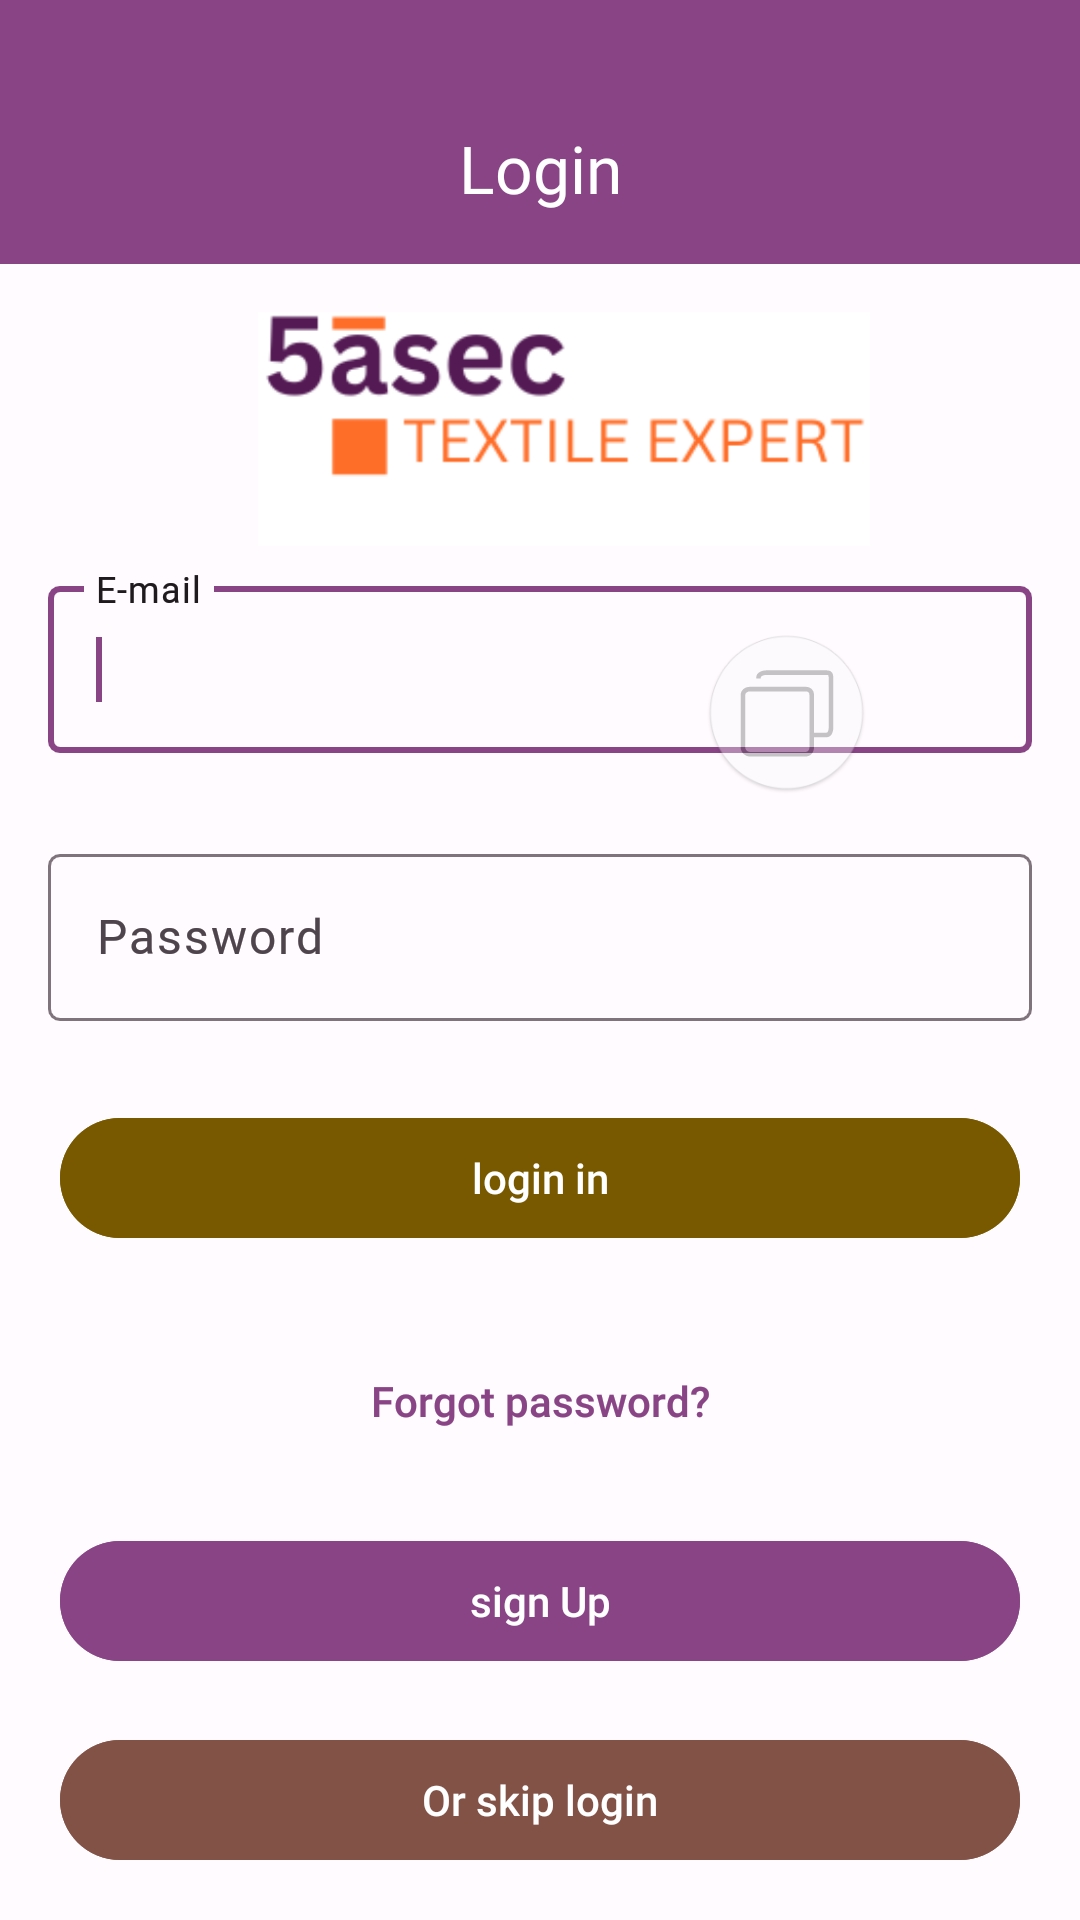 Login
5āsec
TEXTILE EXPERT
E-mail
Password
login in
Forgot password?
sign Up
Or skip login